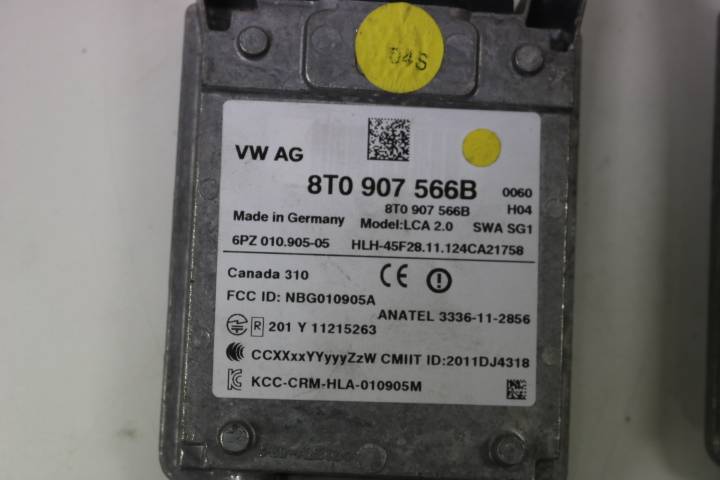 04S
VW AG
8T0 907 566B 0060
8T0 907 566B H04
Made in Germany Model:LCA 2.0 SWA SG1
6PZ 010.905-05 HLH-45F28.11.124CA21758
Canada 310 CE
FCC ID: NBG010905A
ANATEL 3336-11-2856
R 201 Y 11215263
CCXXxxYYyyyZzW CMIIT ID:2011DJ4318
KCC-CRM-HLA-010905M